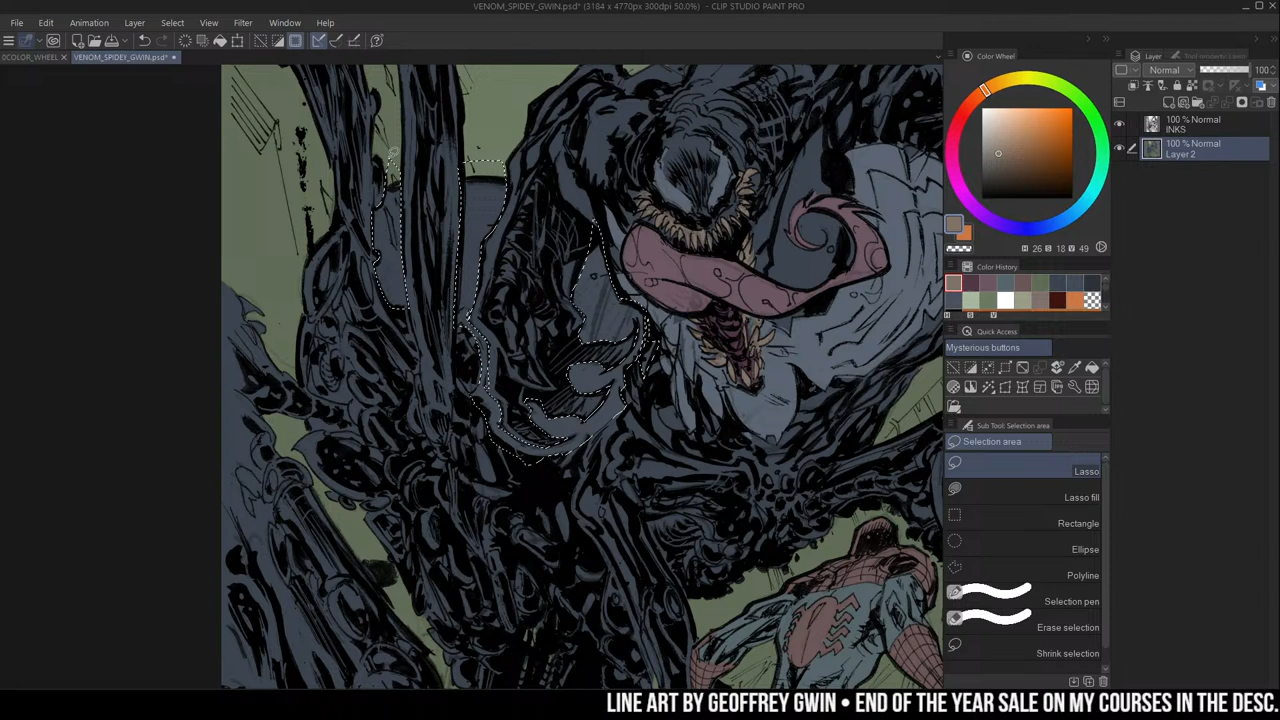 VENOM_SPIDEY_GWIN.psd* (3184 x 4770px 300dpi 50.0%) - CLIP STUDIO PAINT PRO
File Edit Animation Layer Select View Filter Window Help
0COLOR_WHEEL VENOM_SPIDEY_GWIN.psd*
Color Wheel
H 26 S 18 V 49
Color History
H S V
Quick Access
Mysterious buttons
Sub Tool: Selection area
Selection area
Lasso
Lasso fill
Rectangle
Ellipse
Polyline
Selection pen
Erase selection
Shrink selection
Layer Tool property
Normal 100
100 % Normal
INKS
100 % Normal
Layer 2
LINE ART BY GEOFFREY GWIN • END OF THE YEAR SALE ON MY COURSES IN THE DESC.